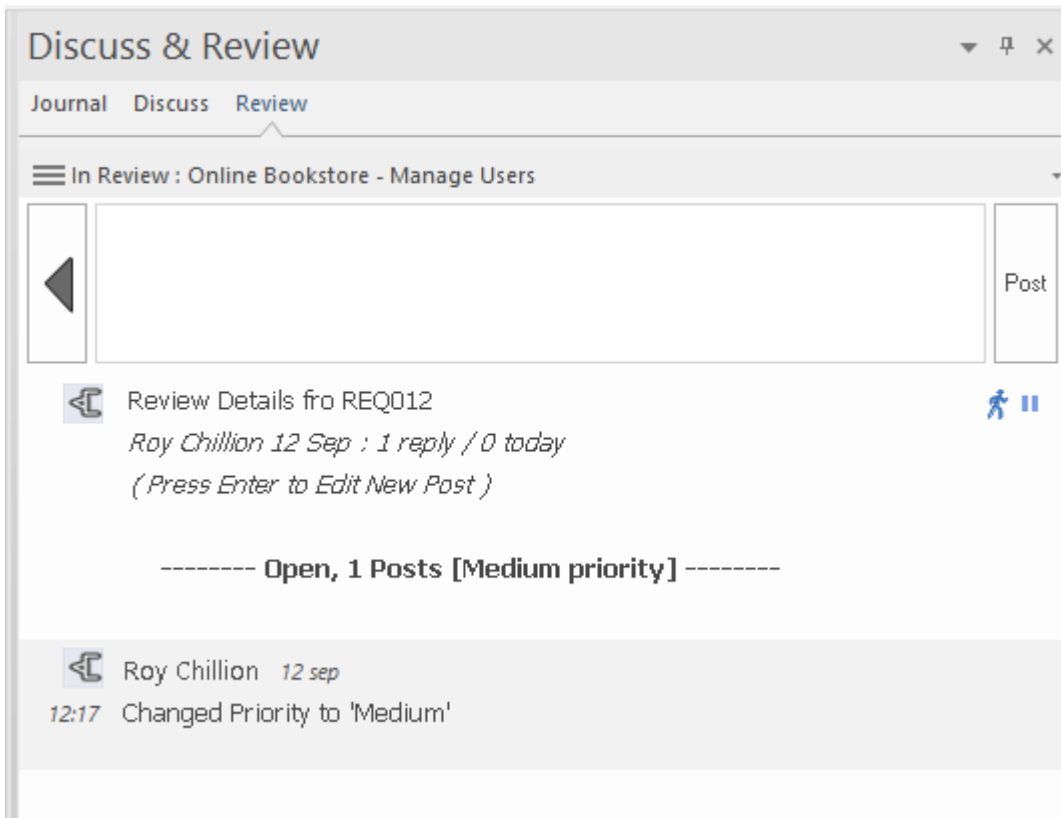 Discuss & Review
Journal Discuss Review
In Review : Online Bookstore - Manage Users
Post
Review Details fro REQ012
Roy Chillion 12 Sep : 1 reply / 0 today
( Press Enter to Edit New Post )
-------- Open, 1 Posts [Medium priority] --------
Roy Chillion 12 sep
12:17 Changed Priority to 'Medium'